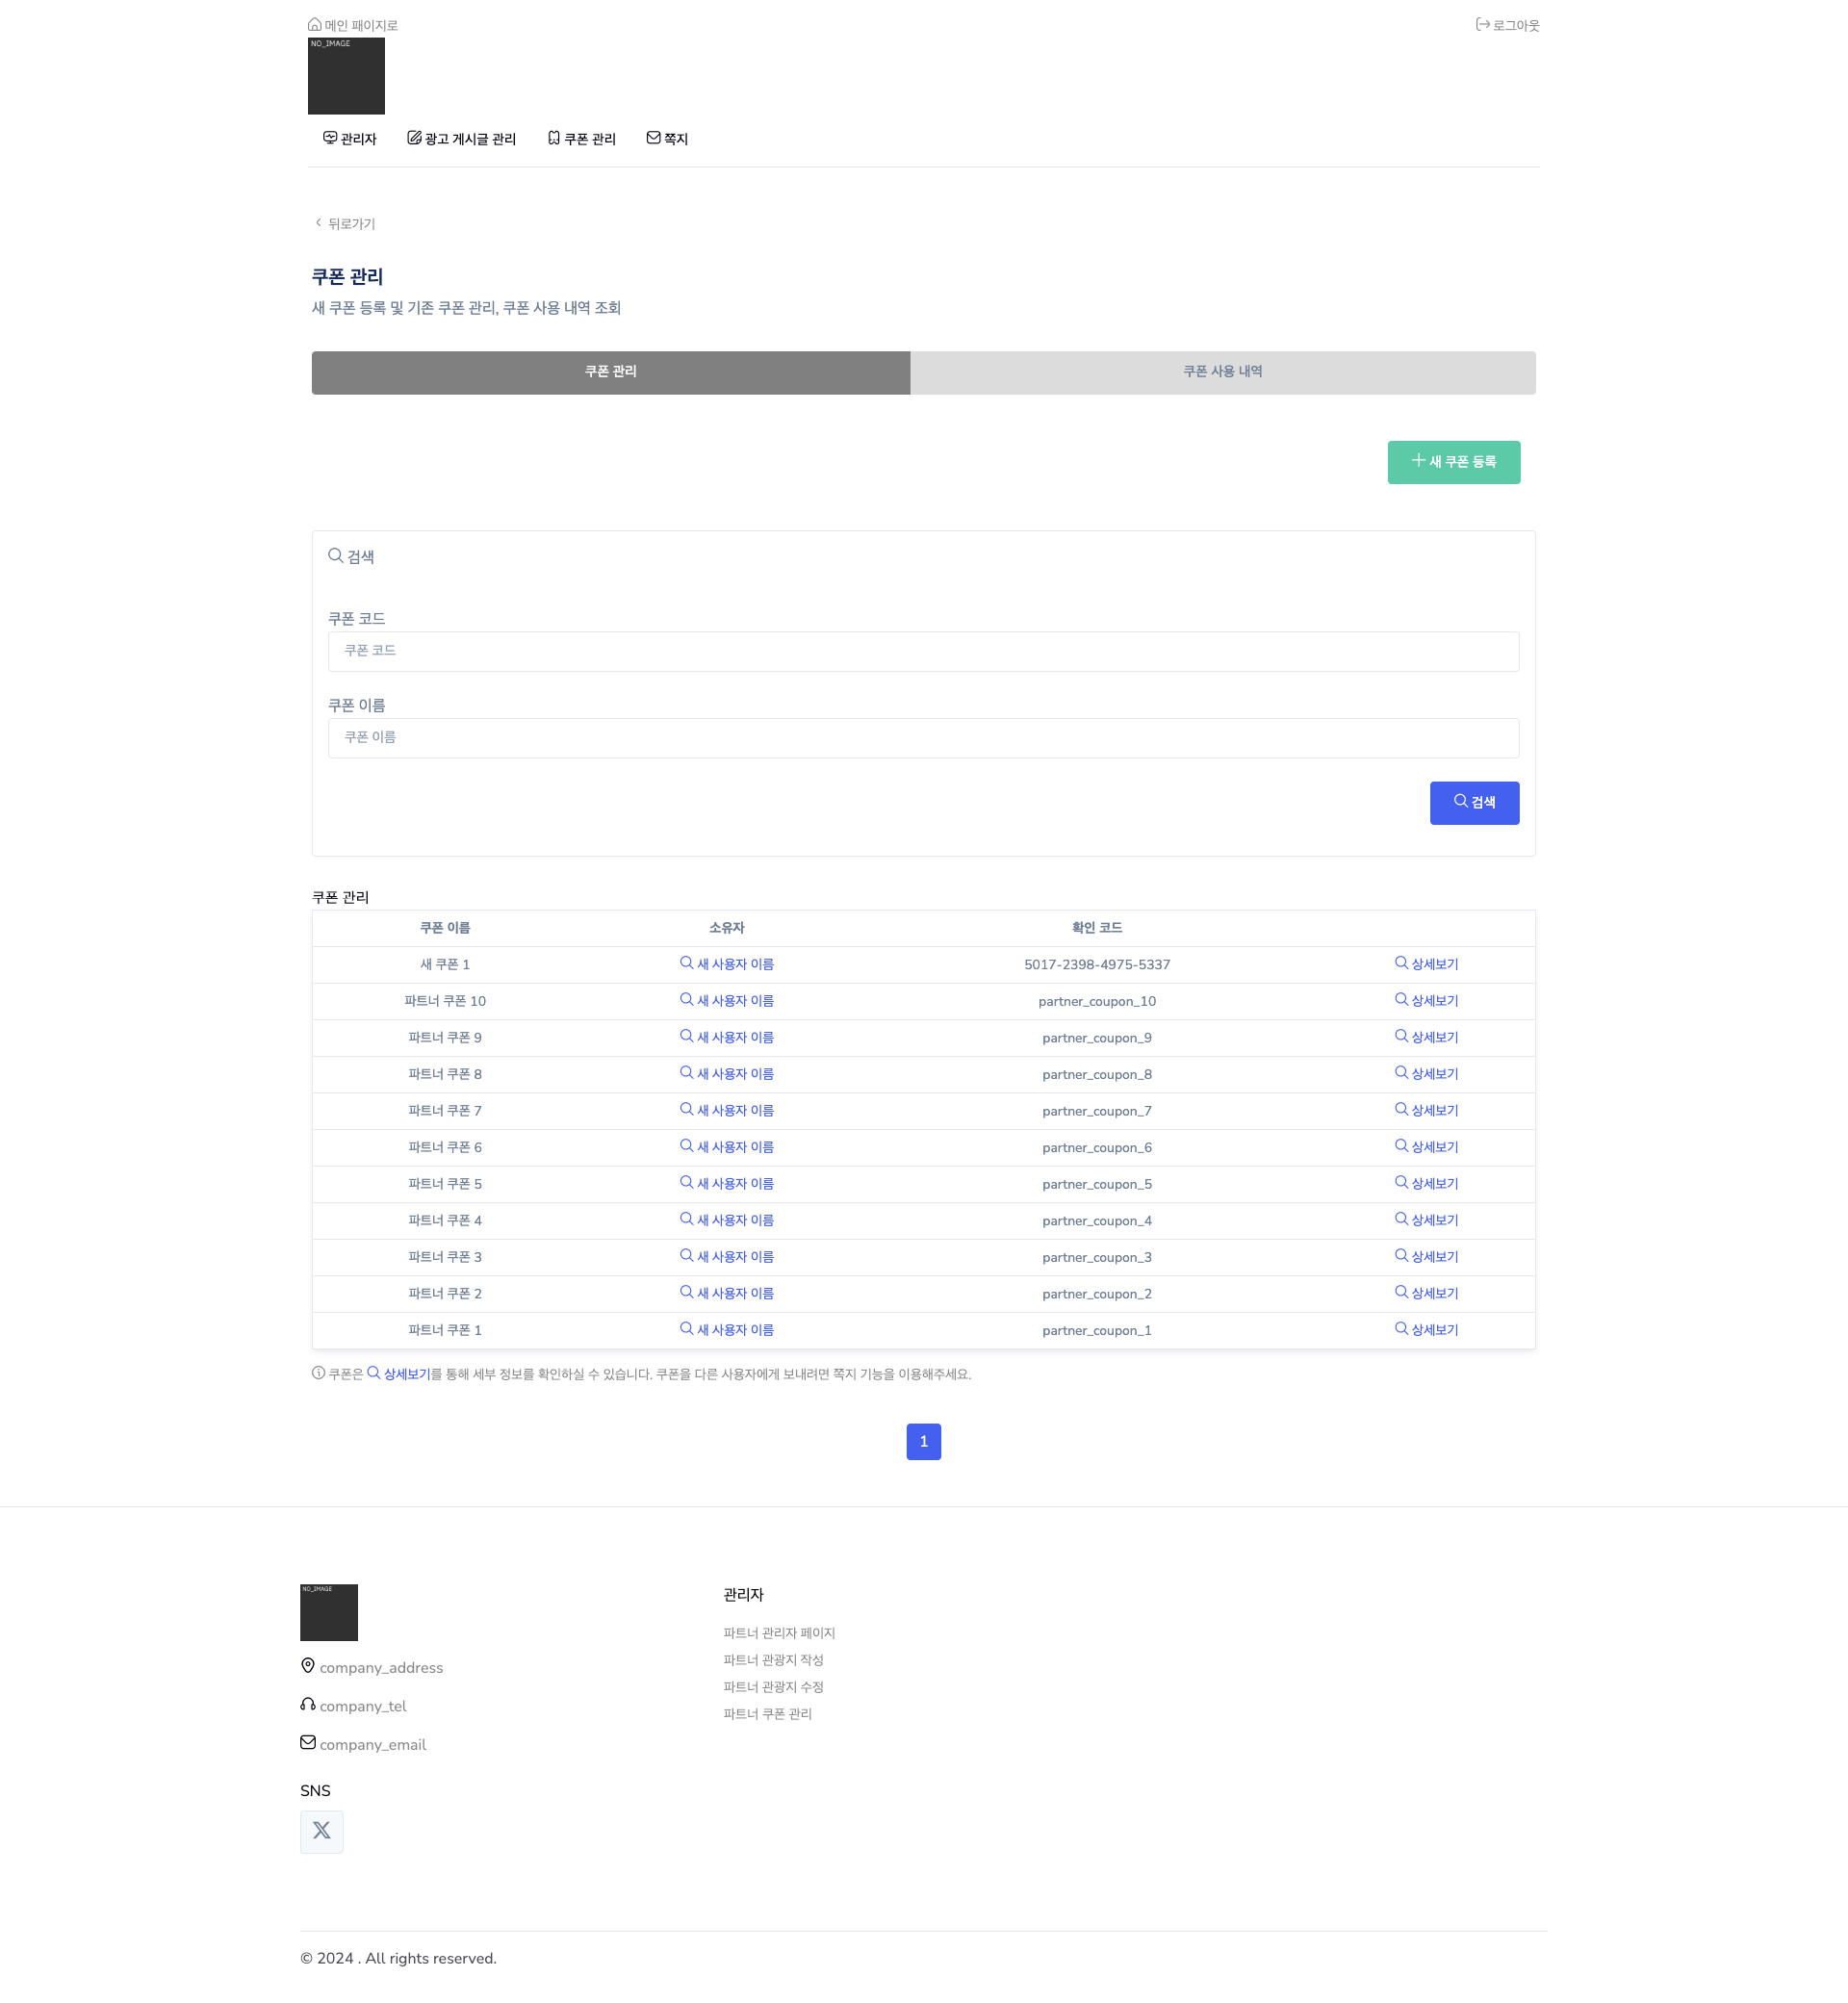 메인 패이지로 로그아웃
NO_IMAGE
관리자 광고 게시글 관리 쿠폰 관리 쪽지
뒤로가기
쿠폰 관리
새 쿠폰 등록 및 기존 쿠폰 관리, 쿠폰 사용 내역 조회
쿠폰 관리 쿠폰 사용 내역
새 쿠폰 등록
검색
쿠폰 코드
쿠폰 코드
쿠폰 이름
쿠폰 이름
검색
쿠폰 관리
쿠폰 이름 소유자 확인 코드
새 쿠폰 1 새 사용자 이름 5017-2398-4975-5337 상세보기
파트너 쿠폰 10 새 사용자 이름 partner_coupon_10 상세보기
파트너 쿠폰 9 새 사용자 이름 partner_coupon_9 상세보기
파트너 쿠폰 8 새 사용자 이름 partner_coupon_8 상세보기
파트너 쿠폰 7 새 사용자 이름 partner_coupon_7 상세보기
파트너 쿠폰 6 새 사용자 이름 partner_coupon_6 상세보기
파트너 쿠폰 5 새 사용자 이름 partner_coupon_5 상세보기
파트너 쿠폰 4 새 사용자 이름 partner_coupon_4 상세보기
파트너 쿠폰 3 새 사용자 이름 partner_coupon_3 상세보기
파트너 쿠폰 2 새 사용자 이름 partner_coupon_2 상세보기
파트너 쿠폰 1 새 사용자 이름 partner_coupon_1 상세보기
쿠폰은 상세보기를 통해 세부 정보를 확인하실 수 있습니다. 쿠폰을 다른 사용자에게 보내려면 쪽지 기능을 이용해주세요.
1
NO_IMAGE
company_address
company_tel
company_email
SNS
관리자
파트너 관리자 페이지
파트너 관광지 작성
파트너 관광지 수정
파트너 쿠폰 관리
© 2024 . All rights reserved.